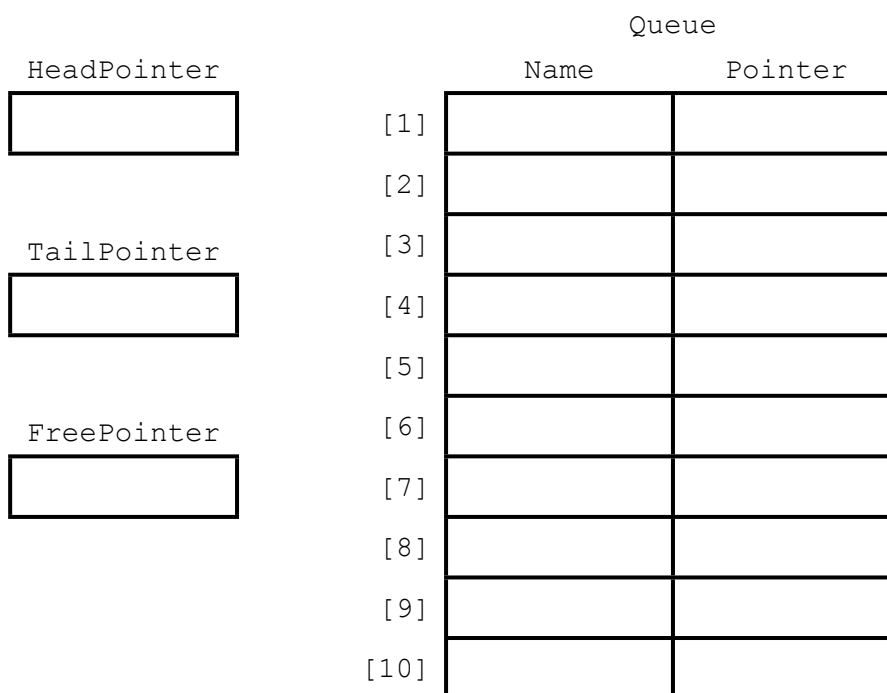 Queue
HeadPointer Name Pointer
[1]
[2]
TailPointer [3]
[4]
[5]
FreePointer [6]
[7]
[8]
[9]
[10]